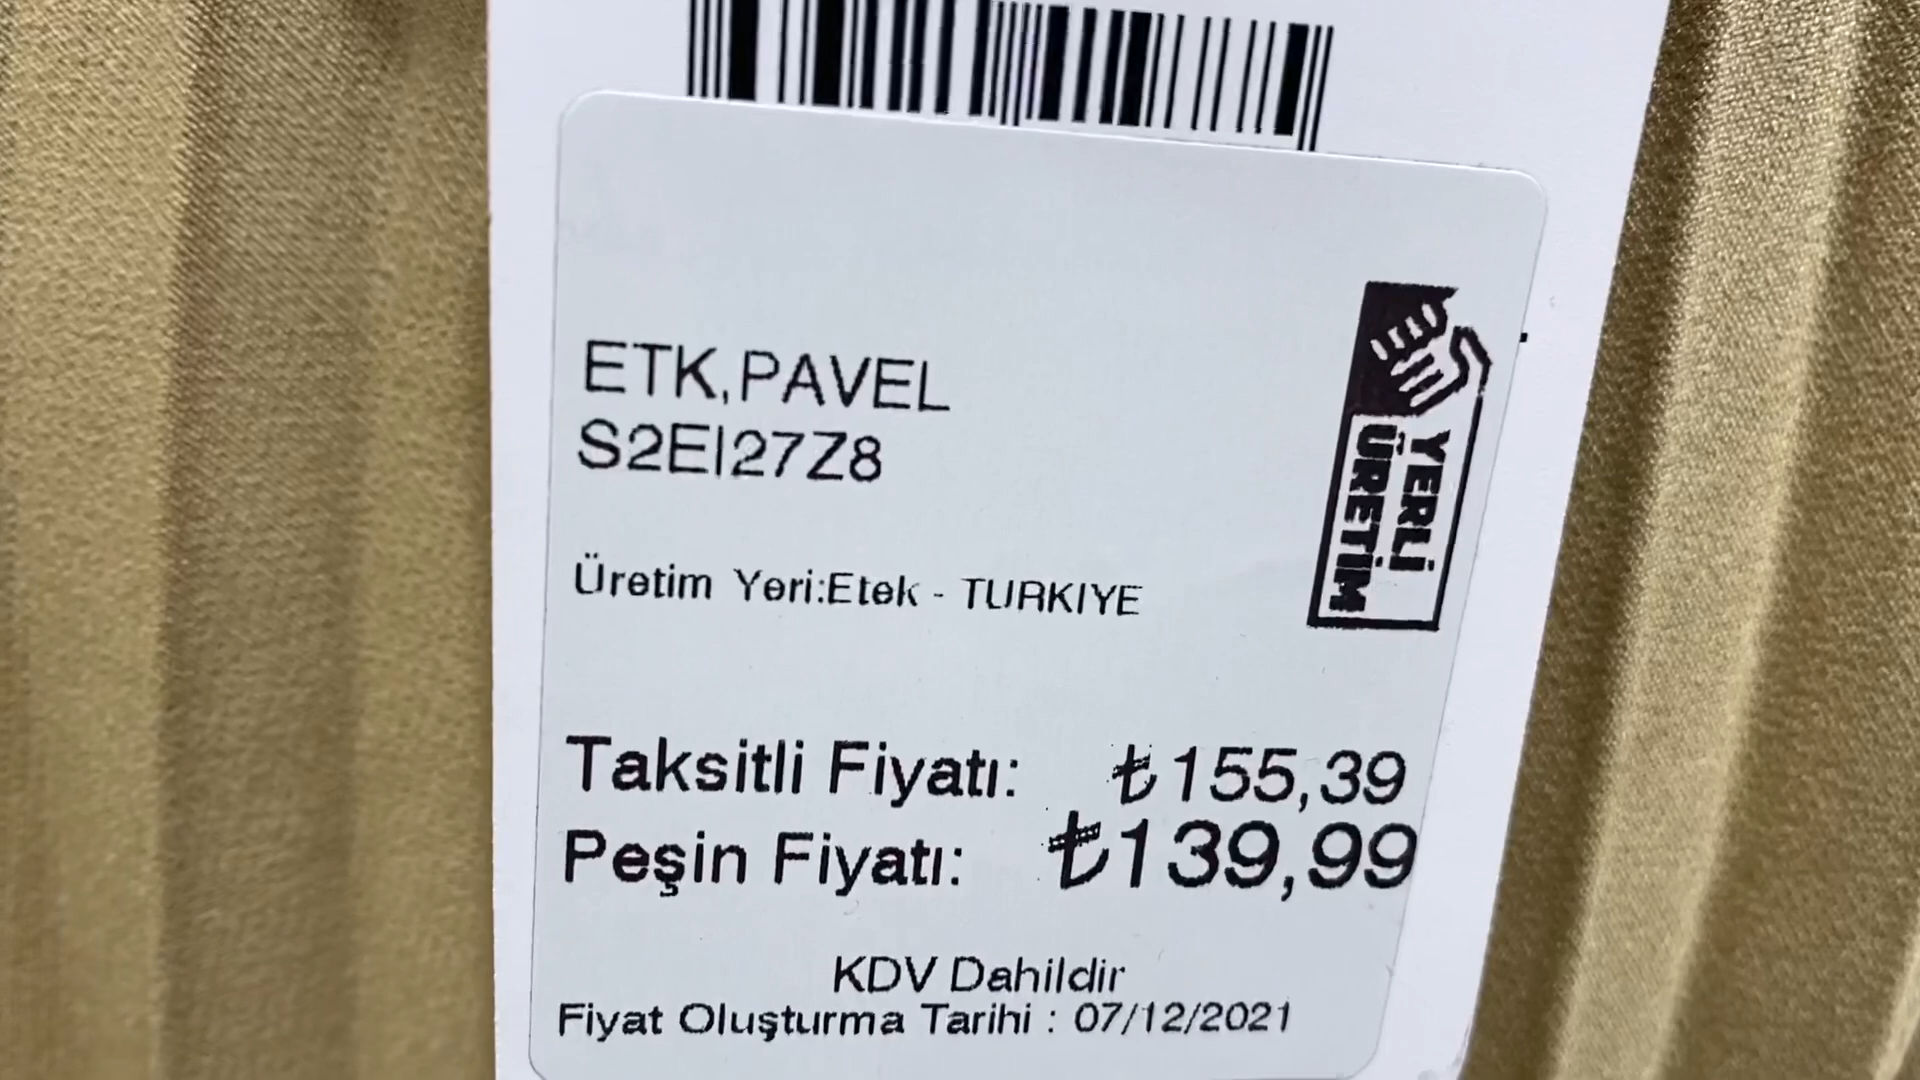 ETK,PAVEL
S2EI27Z8
YERLİ
ÜRETİM
Üretim Yeri:Etek - TURKIYE
Taksitli Fiyatı: ₺155,39
Peşin Fiyatı: ₺139,99
KDV Dahildir
Fiyat Oluşturma Tarihi : 07/12/2021